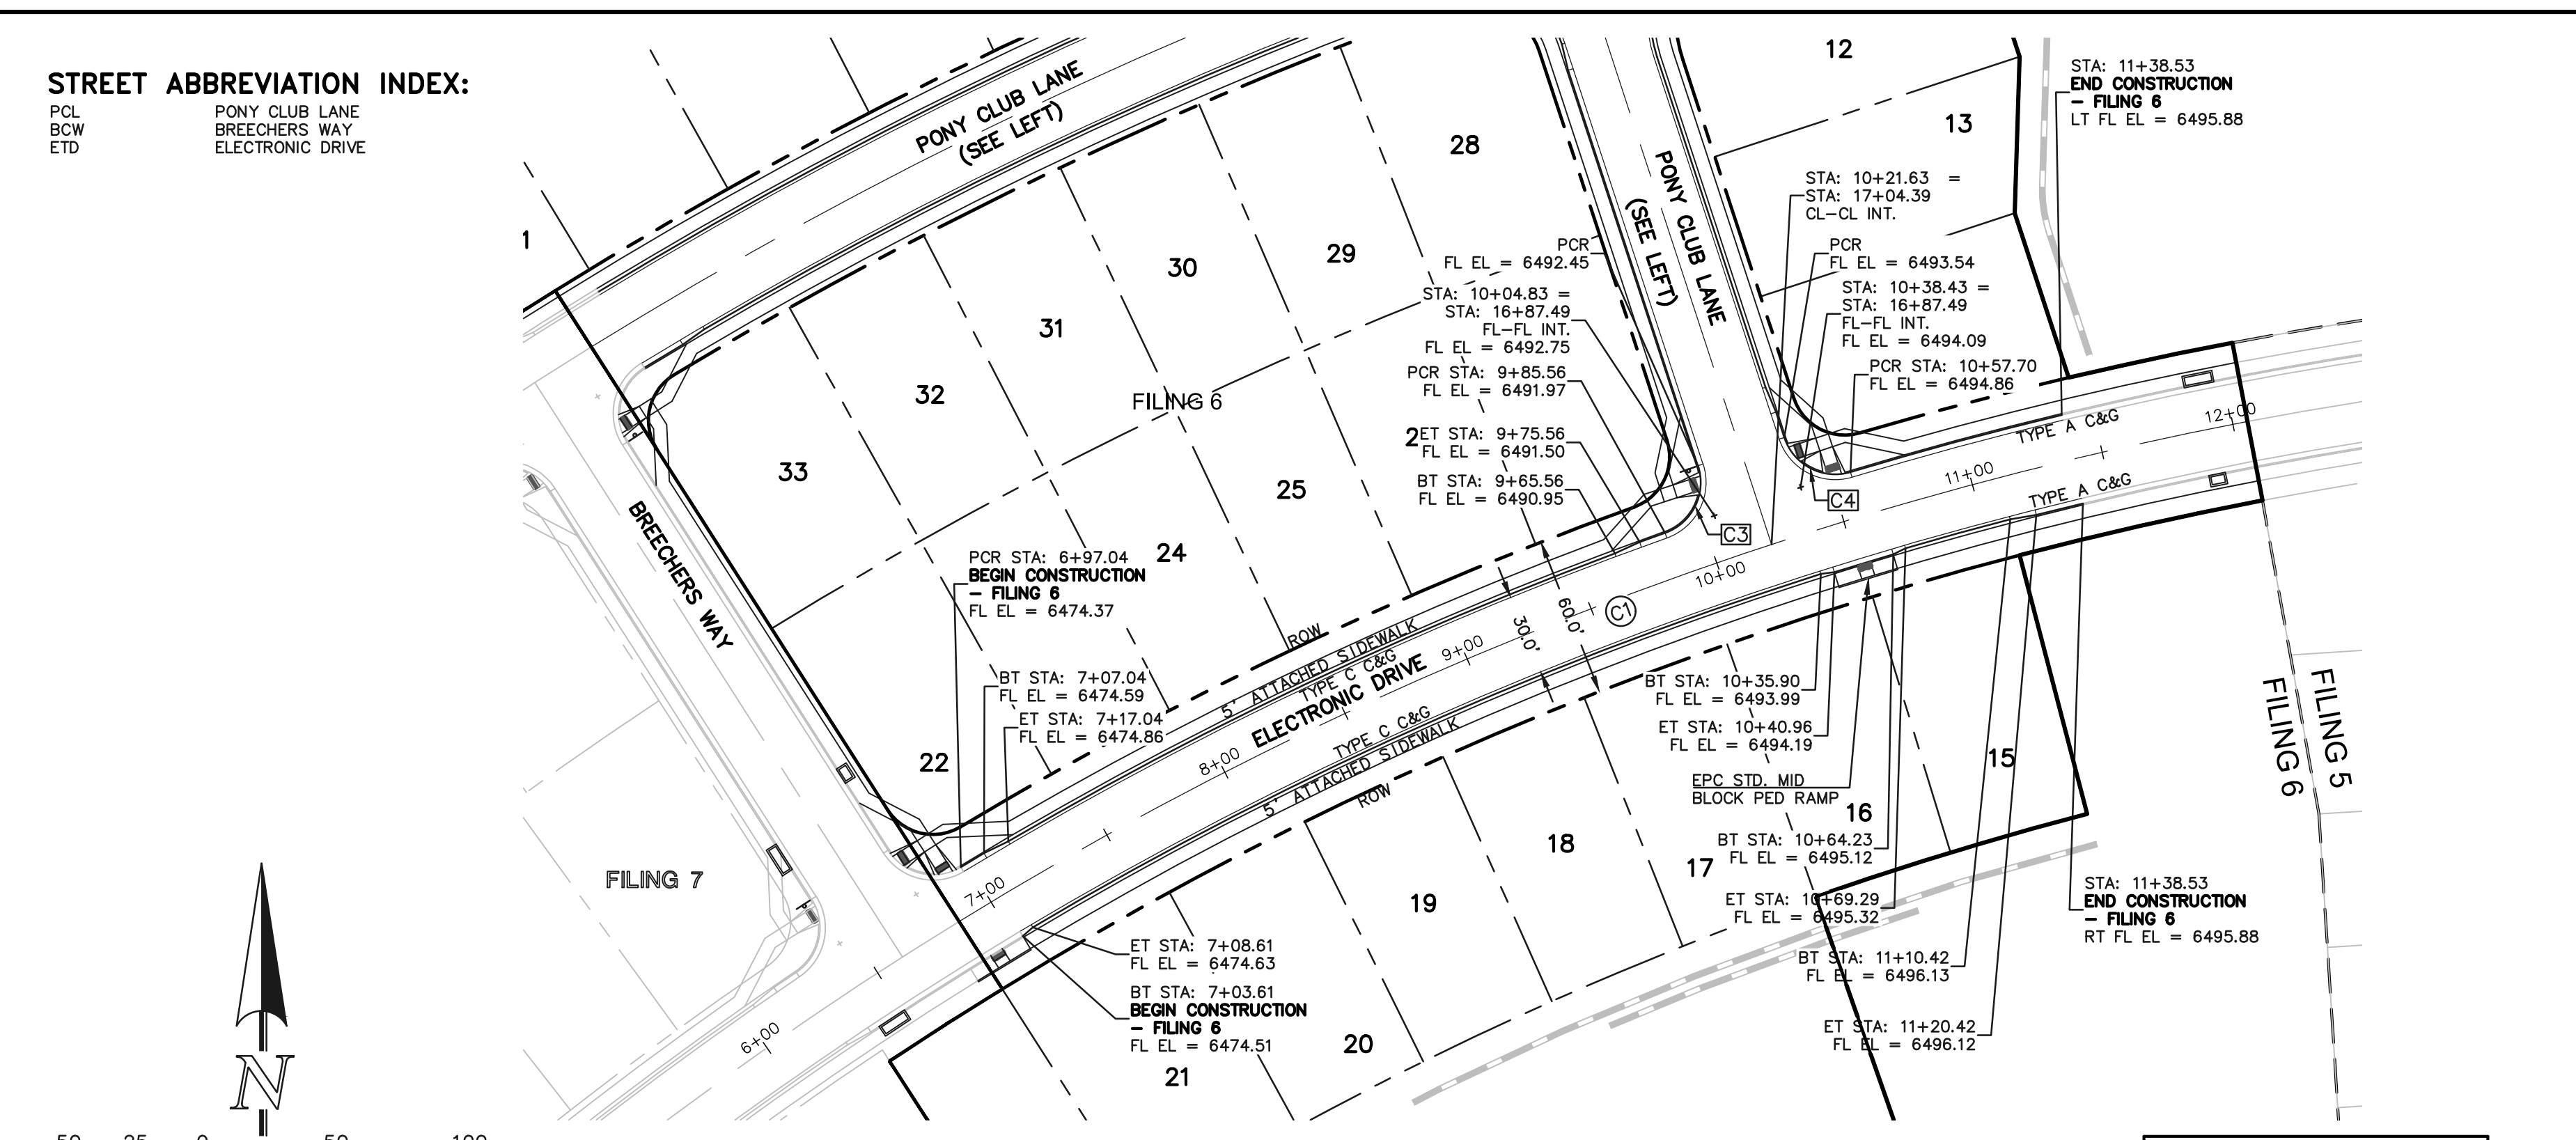 STREET ABBREVIATION INDEX:
PCL PONY CLUB LANE
BCW BREECHERS WAY
ETD ELECTRONIC DRIVE
PONY CLUB LANE
(SEE LEFT)
1
33
32
31
30
29
28
FILING 6
24
25
22
2
12
13
PONY CLUB LANE
(SEE LEFT)
STA: 11+38.53
END CONSTRUCTION
– FILING 6
LT FL EL = 6495.88
STA: 10+21.63 =
STA: 17+04.39
CL–CL INT.
PCR
FL EL = 6493.54
STA: 10+38.43 =
STA: 16+87.49
FL–FL INT.
FL EL = 6494.09
PCR STA: 10+57.70
FL EL = 6494.86
PCR
FL EL = 6492.45
STA: 10+04.83 =
STA: 16+87.49
FL–FL INT.
FL EL = 6492.75
PCR STA: 9+85.56
FL EL = 6491.97
ET STA: 9+75.56
FL EL = 6491.50
BT STA: 9+65.56
FL EL = 6490.95
C3
C4
C1
TYPE A C&G
TYPE A C&G
12+00
11+00
10+00
9+00
8+00
7+00
6+00
60.0'
30.0'
BREECHERS WAY
PCR STA: 6+97.04
BEGIN CONSTRUCTION
– FILING 6
FL EL = 6474.37
BT STA: 7+07.04
FL EL = 6474.59
ET STA: 7+17.04
FL EL = 6474.86
ROW
5' ATTACHED SIDEWALK
TYPE C C&G
ELECTRONIC DRIVE
TYPE C C&G
5' ATTACHED SIDEWALK
ROW
BT STA: 10+35.90
FL EL = 6493.99
ET STA: 10+40.96
FL EL = 6494.19
EPC STD. MID
BLOCK PED RAMP
BT STA: 10+64.23
FL EL = 6495.12
ET STA: 10+69.29
FL EL = 6495.32
BT STA: 11+10.42
FL EL = 6496.13
ET STA: 11+20.42
FL EL = 6496.12
STA: 11+38.53
END CONSTRUCTION
– FILING 6
RT FL EL = 6495.88
FILING 5
FILING 6
15
16
17
18
19
20
21
FILING 7
ET STA: 7+08.61
FL EL = 6474.63
BT STA: 7+03.61
BEGIN CONSTRUCTION
– FILING 6
FL EL = 6474.51
N
50 25 0 50 100